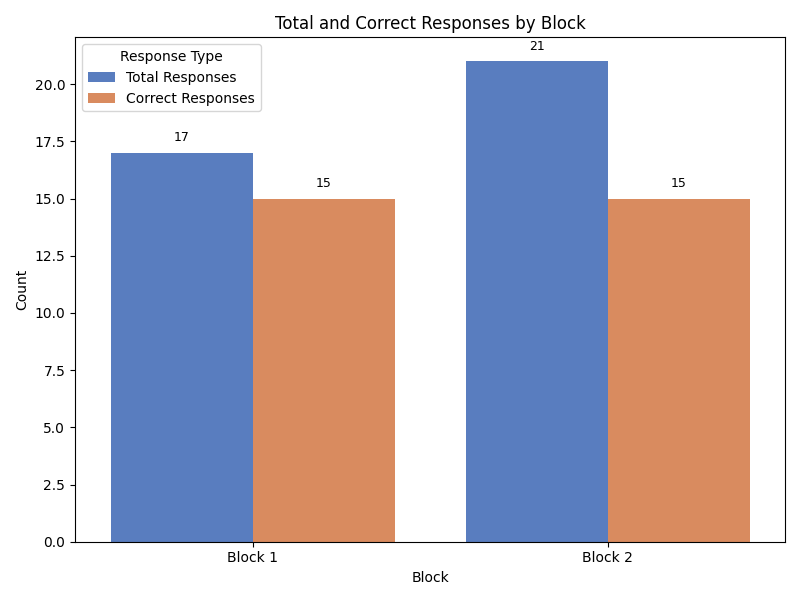 Total and Correct Responses by Block
Response Type
Total Responses
Correct Responses
21
17
15
15
20.0
17.5
15.0
12.5
10.0
7.5
5.0
2.5
0.0
Count
Block 1
Block 2
Block